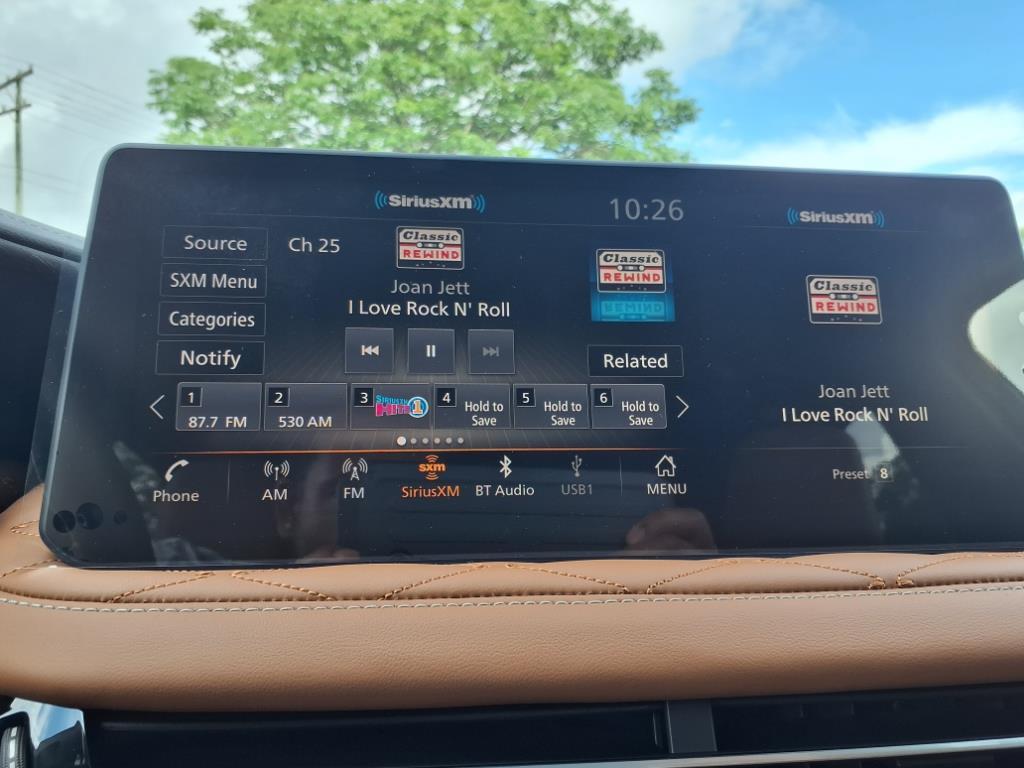 SiriusXM
10:26
SiriusXM
Source
Ch 25
Classic
REWIND
SXM Menu
Joan Jett
I Love Rock N' Roll
Categories
Notify
Classic
REWIND
Related
Classic
REWIND
Joan Jett
I Love Rock N' Roll
1
87.7 FM
2
530 AM
3
SIRIUSXM
HITS 1
4
Hold to
Save
5
Hold to
Save
6
Hold to
Save
Phone
AM
FM
sxm
SiriusXM
BT Audio
USB1
MENU
Preset 8